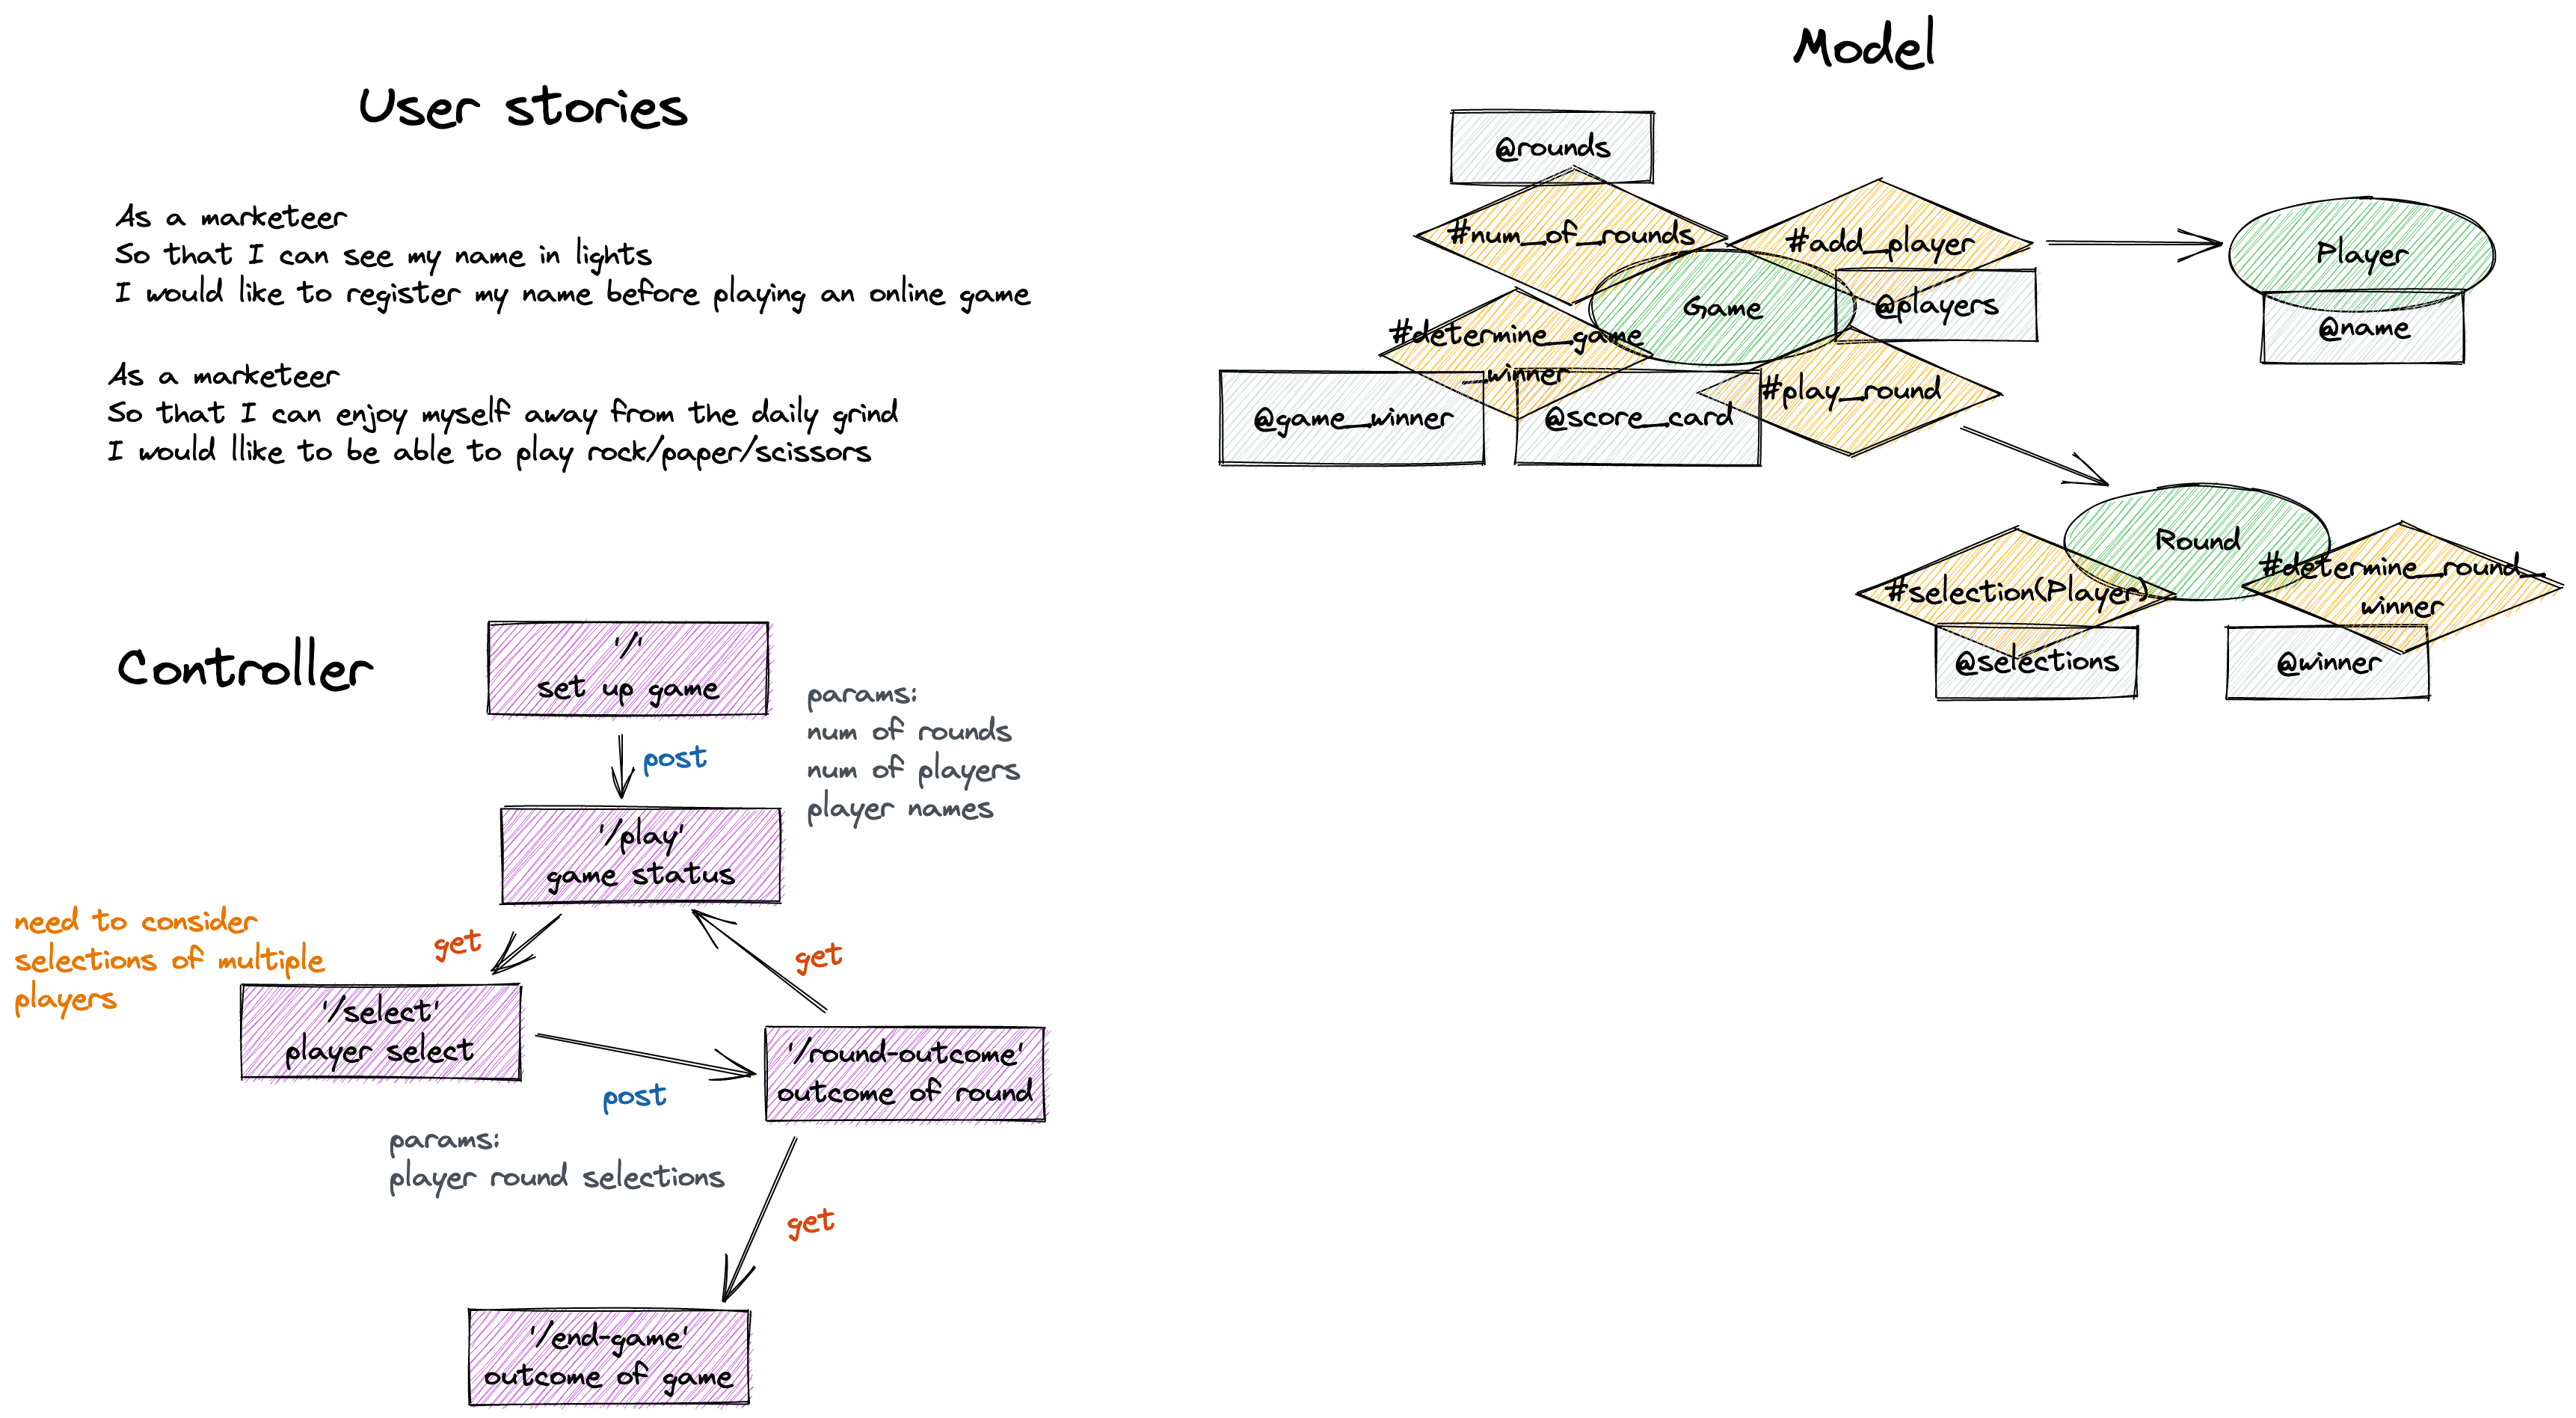 User stories
As a marketeer
So that I can see my name in lights
I would like to register my name before playing an online game
As a marketeer
So that I can enjoy myself away from the daily grind
I would llike to be able to play rock/paper/scissors
Model
@rounds
#num_of_rounds
#add_player
Game
@players
#determine_game
_winner
@game_winner
@score_card
#play_round
Player
@name
Round
#selection(Player)
#determine_round_
winner
@selections
@winner
Controller
'/'
set up game
post
params:
num of rounds
num of players
player names
'/play'
game status
need to consider
selections of multiple
players
get
get
'/select'
player select
'/round-outcome'
outcome of round
post
params:
player round selections
get
'/end-game'
outcome of game